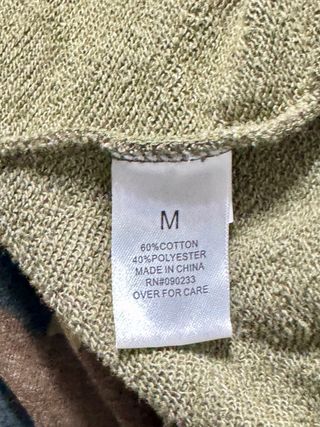 M
60%COTTON
40%POLYESTER
MADE IN CHINA
RN#090233
OVER FOR CARE